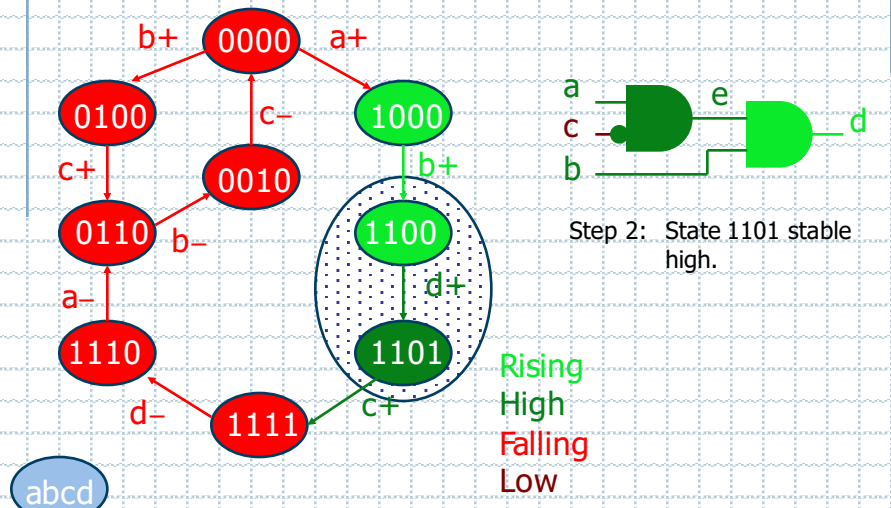 b+
0000
a+
0100
c–
1000
c+
0010
b+
0110
b–
1100
a–
d+
1110
1101
d–
1111
c+
abcd
Rising
High
Falling
Low
a
e
c
d
b
Step 2: State 1101 stable
high.